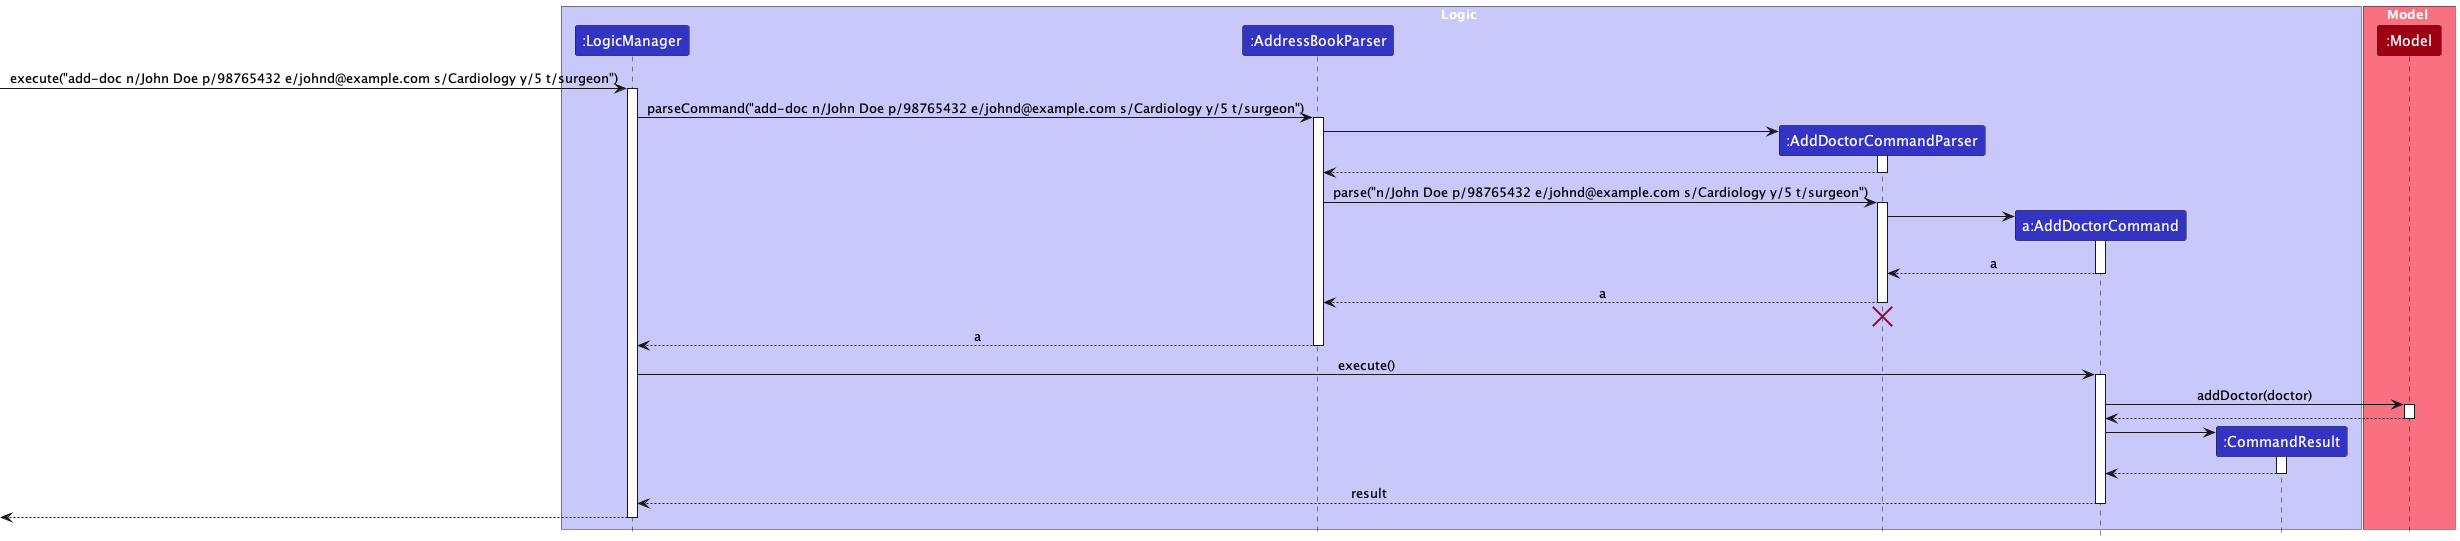 Logic
Model
:LogicManager
:AddressBookParser
:Model
execute("add-doc n/John Doe p/98765432 e/johnd@example.com s/Cardiology y/5 t/surgeon")
parseCommand("add-doc n/John Doe p/98765432 e/johnd@example.com s/Cardiology y/5 t/surgeon")
:AddDoctorCommandParser
parse("n/John Doe p/98765432 e/johnd@example.com s/Cardiology y/5 t/surgeon")
a:AddDoctorCommand
a
a
a
execute()
addDoctor(doctor)
:CommandResult
result